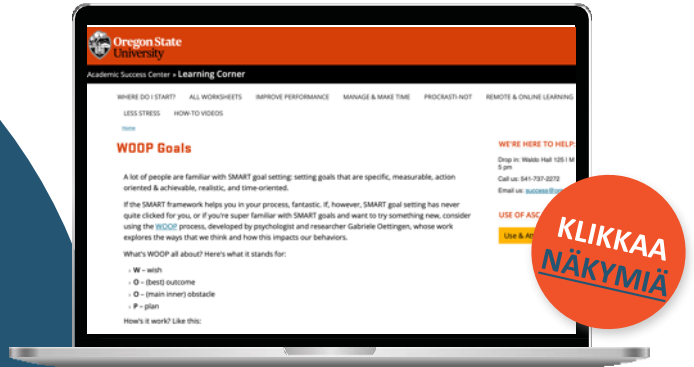 Oregon State
University
Academic Success Center » Learning Corner
WHERE DO I START? ALL WORKSHEETS IMPROVE PERFORMANCE MANAGE & MAKE TIME PROCRASTI-NOT REMOTE & ONLINE LEARNING
LESS STRESS HOW-TO VIDEOS
Home
WOOP Goals
A lot of people are familiar with SMART goal setting: setting goals that are specific, measurable, action
oriented & achievable, realistic, and time-oriented.
If the SMART framework helps you in your process, fantastic. If, however, SMART goal setting has never
quite clicked for you, or if you're super familiar with SMART goals and want to try something new, consider
using the WOOP process, developed by psychologist and researcher Gabriele Oettingen, whose work
explores the ways that we think and how this impacts our behaviors.
What's WOOP all about? Here's what it stands for:
› W – wish
› O – (best) outcome
› O – (main inner) obstacle
› P – plan
How's it work? Like this:
WE'RE HERE TO HELP:
Drop in: Waldo Hall 125 I M
5 pm
Call us: 541-737-2272
Email us:
USE OF ASC
Use &
KLIKKAA
NÄKYMIÄ